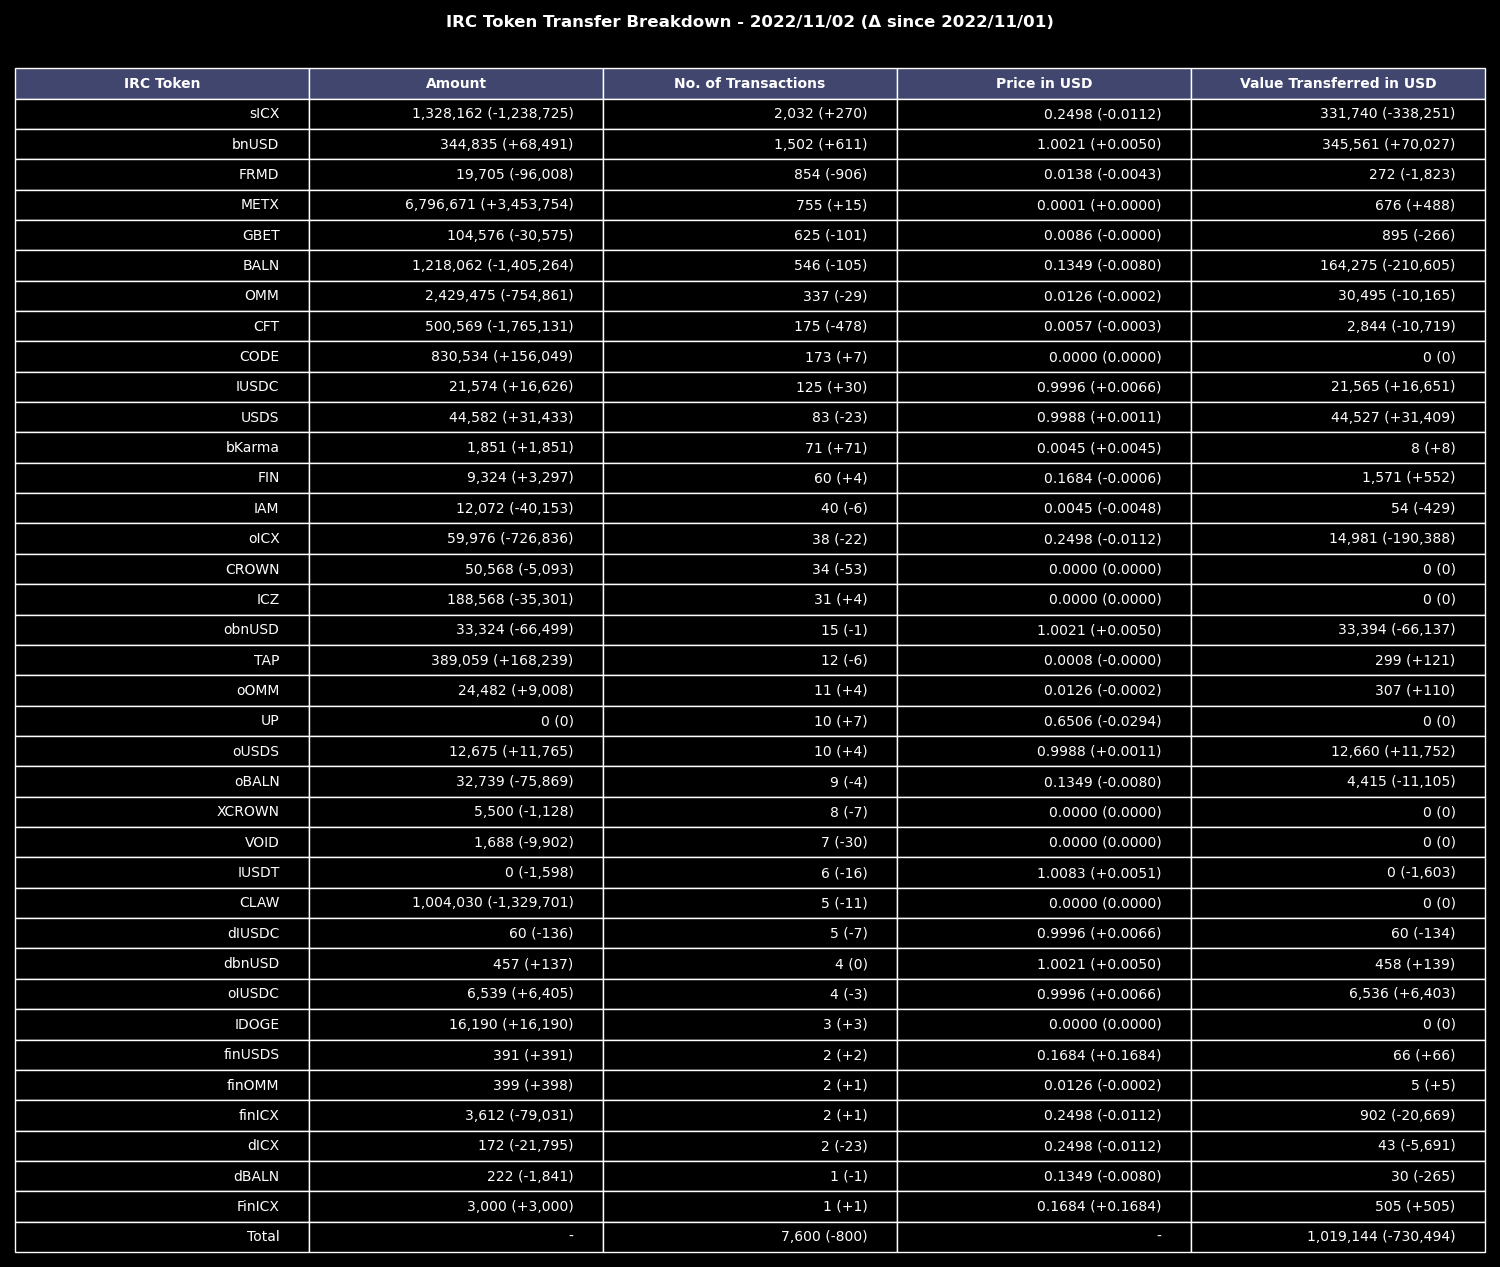 IRC Token Transfer Breakdown - 2022/11/02 (Δ since 2022/11/01)
IRC Token Amount No. of Transactions Price in USD Value Transferred in USD
sICX 1,328,162 (-1,238,725) 2,032 (+270) 0.2498 (-0.0112) 331,740 (-338,251)
bnUSD 344,835 (+68,491) 1,502 (+611) 1.0021 (+0.0050) 345,561 (+70,027)
FRMD 19,705 (-96,008) 854 (-906) 0.0138 (-0.0043) 272 (-1,823)
METX 6,796,671 (+3,453,754) 755 (+15) 0.0001 (+0.0000) 676 (+488)
GBET 104,576 (-30,575) 625 (-101) 0.0086 (-0.0000) 895 (-266)
BALN 1,218,062 (-1,405,264) 546 (-105) 0.1349 (-0.0080) 164,275 (-210,605)
OMM 2,429,475 (-754,861) 337 (-29) 0.0126 (-0.0002) 30,495 (-10,165)
CFT 500,569 (-1,765,131) 175 (-478) 0.0057 (-0.0003) 2,844 (-10,719)
CODE 830,534 (+156,049) 173 (+7) 0.0000 (0.0000) 0 (0)
IUSDC 21,574 (+16,626) 125 (+30) 0.9996 (+0.0066) 21,565 (+16,651)
USDS 44,582 (+31,433) 83 (-23) 0.9988 (+0.0011) 44,527 (+31,409)
bKarma 1,851 (+1,851) 71 (+71) 0.0045 (+0.0045) 8 (+8)
FIN 9,324 (+3,297) 60 (+4) 0.1684 (-0.0006) 1,571 (+552)
IAM 12,072 (-40,153) 40 (-6) 0.0045 (-0.0048) 54 (-429)
oICX 59,976 (-726,836) 38 (-22) 0.2498 (-0.0112) 14,981 (-190,388)
CROWN 50,568 (-5,093) 34 (-53) 0.0000 (0.0000) 0 (0)
ICZ 188,568 (-35,301) 31 (+4) 0.0000 (0.0000) 0 (0)
obnUSD 33,324 (-66,499) 15 (-1) 1.0021 (+0.0050) 33,394 (-66,137)
TAP 389,059 (+168,239) 12 (-6) 0.0008 (-0.0000) 299 (+121)
oOMM 24,482 (+9,008) 11 (+4) 0.0126 (-0.0002) 307 (+110)
UP 0 (0) 10 (+7) 0.6506 (-0.0294) 0 (0)
oUSDS 12,675 (+11,765) 10 (+4) 0.9988 (+0.0011) 12,660 (+11,752)
oBALN 32,739 (-75,869) 9 (-4) 0.1349 (-0.0080) 4,415 (-11,105)
XCROWN 5,500 (-1,128) 8 (-7) 0.0000 (0.0000) 0 (0)
VOID 1,688 (-9,902) 7 (-30) 0.0000 (0.0000) 0 (0)
IUSDT 0 (-1,598) 6 (-16) 1.0083 (+0.0051) 0 (-1,603)
CLAW 1,004,030 (-1,329,701) 5 (-11) 0.0000 (0.0000) 0 (0)
dIUSDC 60 (-136) 5 (-7) 0.9996 (+0.0066) 60 (-134)
dbnUSD 457 (+137) 4 (0) 1.0021 (+0.0050) 458 (+139)
oIUSDC 6,539 (+6,405) 4 (-3) 0.9996 (+0.0066) 6,536 (+6,403)
IDOGE 16,190 (+16,190) 3 (+3) 0.0000 (0.0000) 0 (0)
finUSDS 391 (+391) 2 (+2) 0.1684 (+0.1684) 66 (+66)
finOMM 399 (+398) 2 (+1) 0.0126 (-0.0002) 5 (+5)
finICX 3,612 (-79,031) 2 (+1) 0.2498 (-0.0112) 902 (-20,669)
dICX 172 (-21,795) 2 (-23) 0.2498 (-0.0112) 43 (-5,691)
dBALN 222 (-1,841) 1 (-1) 0.1349 (-0.0080) 30 (-265)
FinICX 3,000 (+3,000) 1 (+1) 0.1684 (+0.1684) 505 (+505)
Total - 7,600 (-800) - 1,019,144 (-730,494)